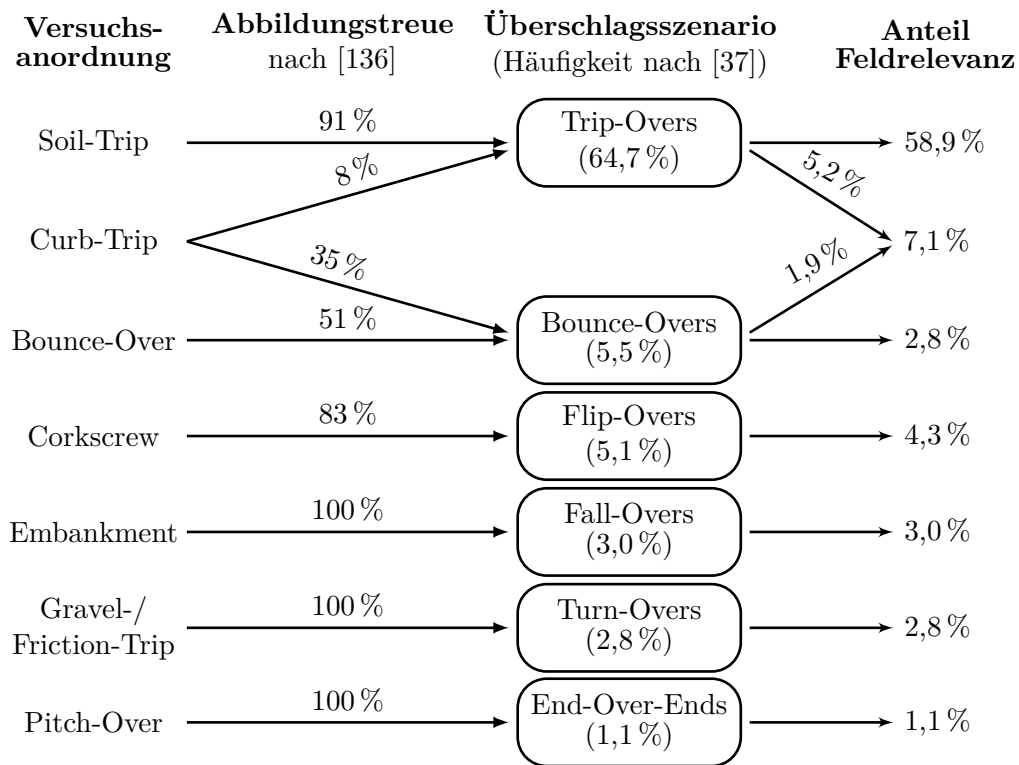 Versuchs-
anordnung
Abbildungstreue
nach [136]
Überschlagsszenario
(Häufigkeit nach [37])
Anteil
Feldrelevanz
Soil-Trip
91 %
Trip-Overs
(64,7 %)
58,9 %
8 %
5,2 %
Curb-Trip
7,1 %
35 %
1,9 %
Bounce-Over
51 %
Bounce-Overs
(5,5 %)
2,8 %
Corkscrew
83 %
Flip-Overs
(5,1 %)
4,3 %
Embankment
100 %
Fall-Overs
(3,0 %)
3,0 %
Gravel-/
Friction-Trip
100 %
Turn-Overs
(2,8 %)
2,8 %
Pitch-Over
100 %
End-Over-Ends
(1,1 %)
1,1 %